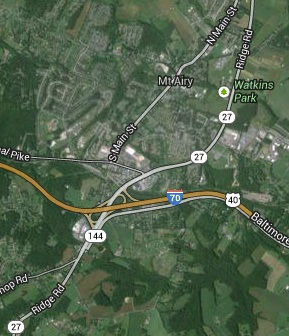 N Main St
Ridge Rd
Mt Airy
Watkins
Park
27
S Main St
al Pike
27
70
40
144
Baltimore
hop Rd
Ridge Rd
27